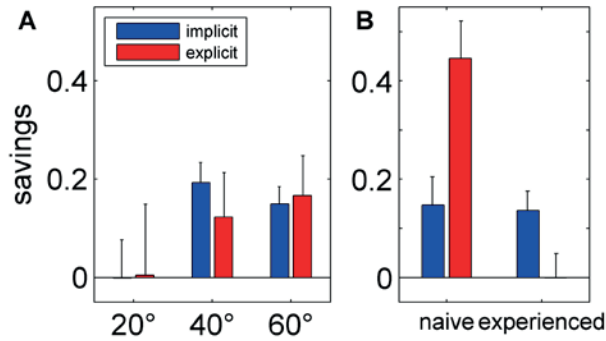 A
implicit
explicit
B
savings
0.4
0.2
0
20° 40° 60°
0.4
0.2
0
naive experienced